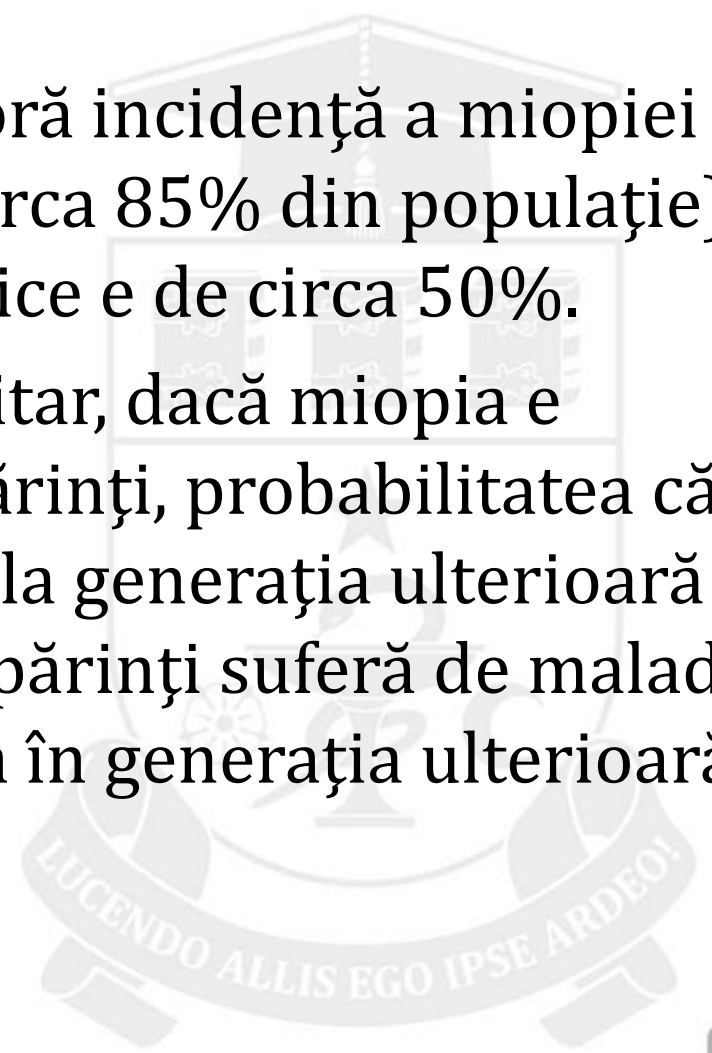 oră incidenţă a miopiei
rca 85% din populaţie)
ice e de circa 50%.
itar, dacă miopia e
ărinţi, probabilitatea că
la generaţia ulterioară
părinţi suferă de malad
în generaţia ulterioară
LUCENDO ALLIS EGO IPSE ARDEO!